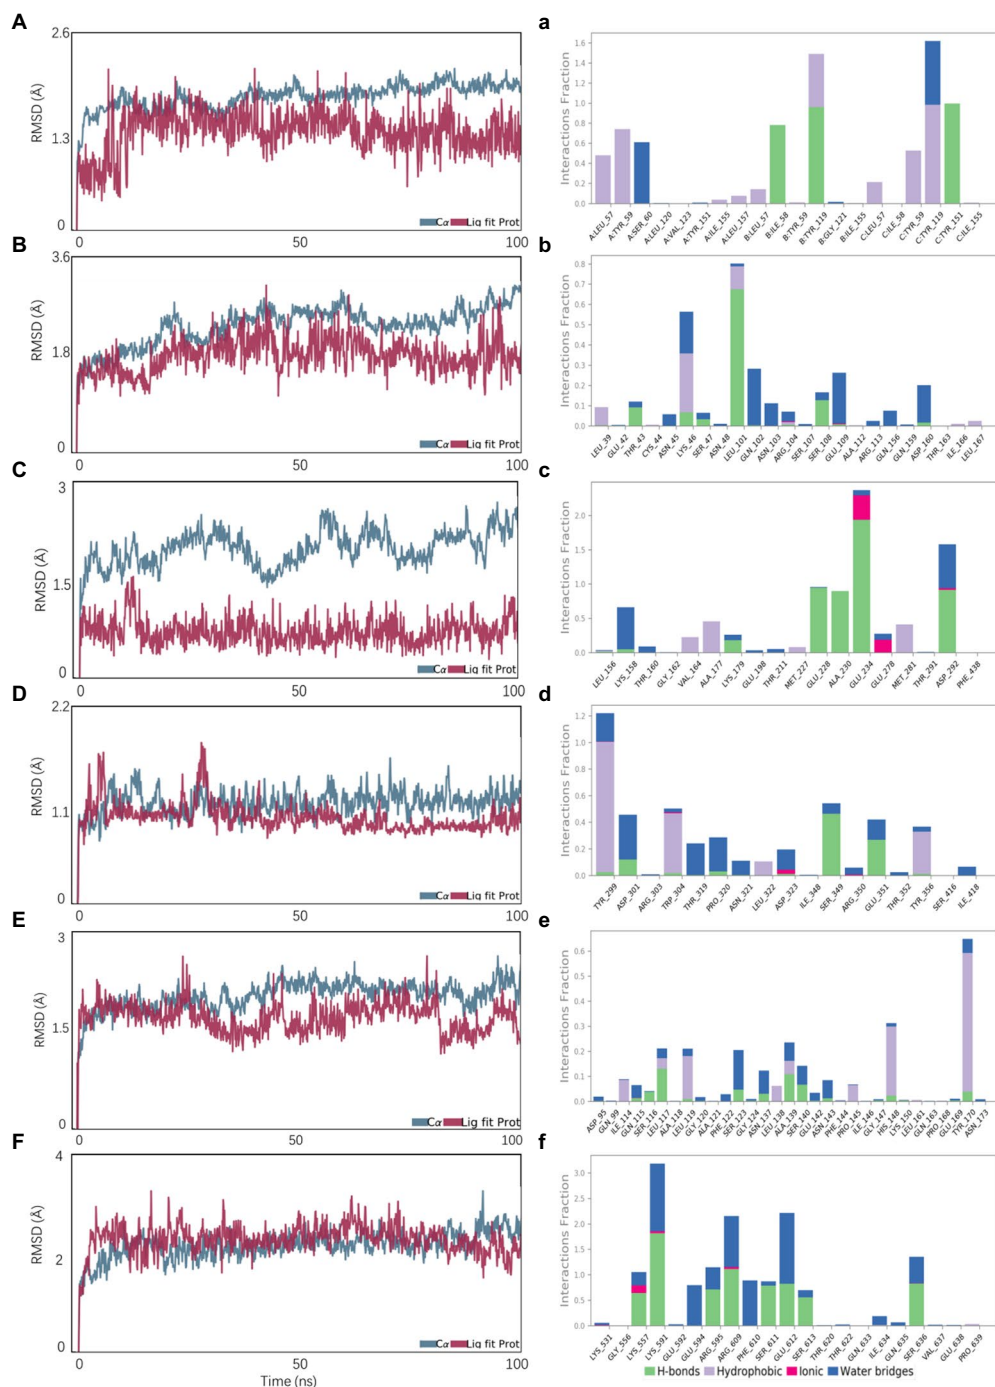 A
RMSD (Å)
2.6
1.3
0
Cα Lig fit Prot
50
100
a
Interactions Fraction
1.6
1.4
1.2
1.0
0.8
0.6
0.4
0.2
0.0
A:LEU_57
A:TYR_59
A:SER_60
A:LEU_120
A:VAL_123
A:TYR_151
A:ILE_155
A:LEU_157
B:LEU_57
B:ILE_58
B:TYR_59
B:TYR_119
B:GLY_121
B:ILE_155
C:LEU_57
C:ILE_58
C:TYR_59
C:TYR_119
C:TYR_151
C:ILE_155
B
RMSD (Å)
3.6
1.8
0
Cα Lig fit Prot
50
100
b
Interactions Fraction
0.8
0.7
0.6
0.5
0.4
0.3
0.2
0.1
0.0
LEU_39
GLU_42
THR_43
CYS_44
ASN_45
LYS_46
SER_47
ASN_48
LEU_101
GLN_102
ASN_103
ARG_104
SER_107
SER_108
GLU_109
ALA_112
ARG_113
GLN_156
GLN_159
ASP_160
THR_163
ILE_166
LEU_167
C
RMSD (Å)
3
1.5
0
Cα Lig fit Prot
50
100
c
Interactions Fraction
2.0
1.5
1.0
0.5
0.0
LEU_156
LYS_158
THR_160
GLY_162
VAL_164
ALA_177
LYS_179
GLU_198
THR_211
MET_227
GLU_228
ALA_230
GLU_234
GLU_278
MET_281
THR_291
ASP_292
PHE_438
D
RMSD (Å)
2.2
1.1
0
Cα Lig fit Prot
50
100
d
Interactions Fraction
1.2
1.0
0.8
0.6
0.4
0.2
0.0
TYR_299
ASP_301
ARG_303
TRP_304
THR_319
PRO_320
ASN_321
LEU_322
ASP_323
ILE_348
SER_349
ARG_350
GLU_351
THR_352
TYR_356
SER_416
ILE_418
E
RMSD (Å)
3
1.5
0
Cα Lig fit Prot
50
100
e
Interactions Fraction
0.6
0.5
0.4
0.3
0.2
0.1
0.0
ASP_95
GLN_99
ILE_114
GLN_115
SER_116
LEU_117
ALA_118
LEU_119
GLY_120
ALA_121
PHE_122
SER_123
GLY_124
ASN_137
LEU_138
ALA_139
SER_140
GLU_142
ASN_143
PHE_144
PRO_145
ILE_146
GLY_147
HIS_148
LYS_150
LEU_161
GLN_163
PRO_168
GLU_169
TYR_170
ASN_173
F
RMSD (Å)
4
2
0
Cα Lig fit Prot
50
100
Time (ns)
f
Interactions Fraction
3.0
2.5
2.0
1.5
1.0
0.5
0.0
LYS_531
GLY_556
LYS_557
LYS_591
GLU_592
GLU_594
ARG_595
ARG_609
PHE_610
SER_611
GLU_612
SER_613
THR_620
THR_622
GLN_633
ILE_634
GLN_635
SER_636
VAL_637
GLU_638
PRO_639
H-bonds Hydrophobic Ionic Water bridges